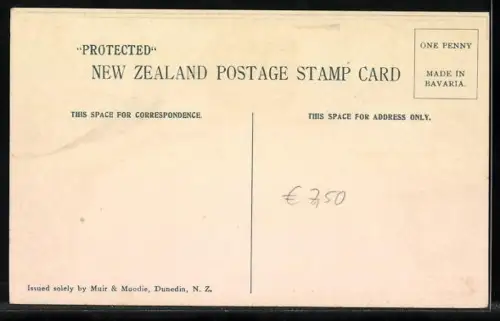 "PROTECTED"
NEW ZEALAND POSTAGE STAMP CARD
ONE PENNY
MADE IN
BAVARIA.
THIS SPACE FOR CORRESPONDENCE.
THIS SPACE FOR ADDRESS ONLY.
€ 7,50
Issued solely by Muir & Moodie, Dunedin, N. Z.